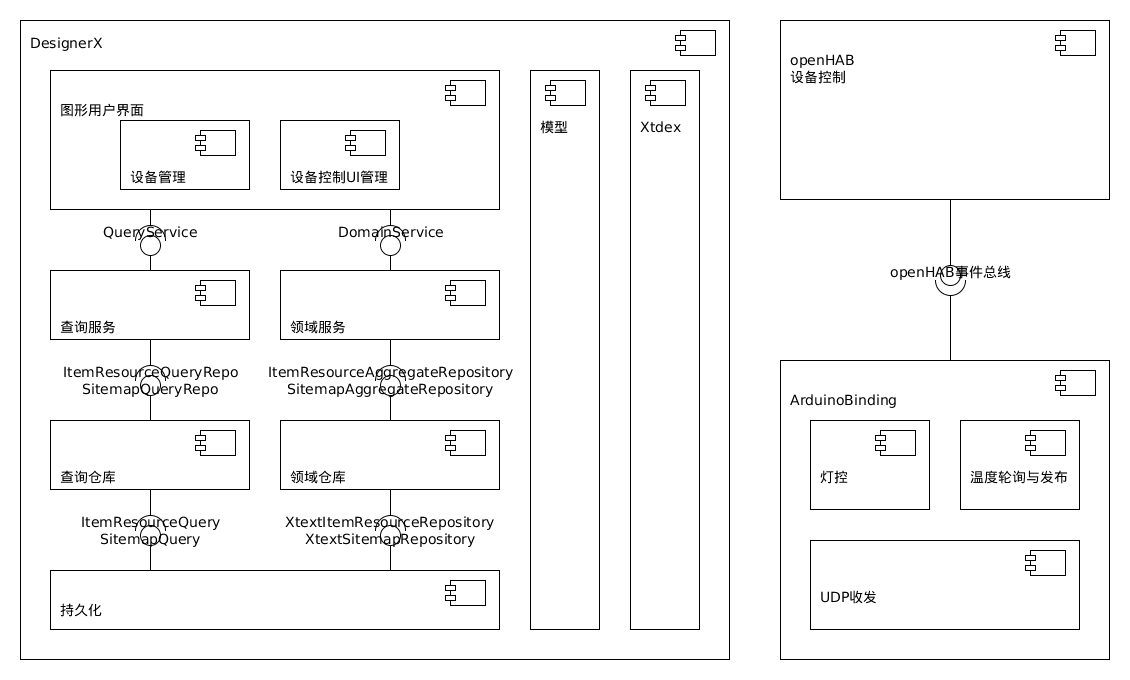 DesignerX
图形用户界面
设备管理
设备控制UI管理
QueryService
DomainService
查询服务
领域服务
ItemResourceQueryRepo
SitemapQueryRepo
ItemResourceAggregateRepository
SitemapAggregateRepository
查询仓库
领域仓库
ItemResourceQuery
SitemapQuery
XtextItemResourceRepository
XtextSitemapRepository
持久化
模型
Xtdex
openHAB
设备控制
openHAB事件总线
ArduinoBinding
灯控
温度轮询与发布
UDP收发